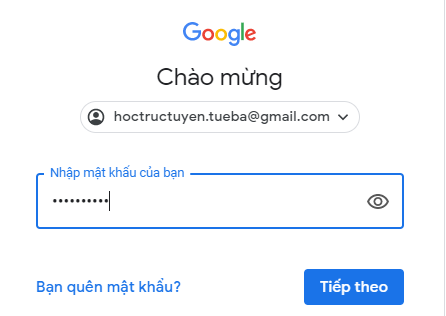 Google
Chào mừng
hoctructuyen.tueba@gmail.com
Nhập mật khẩu của bạn
••••••••••
Bạn quên mật khẩu?
Tiếp theo